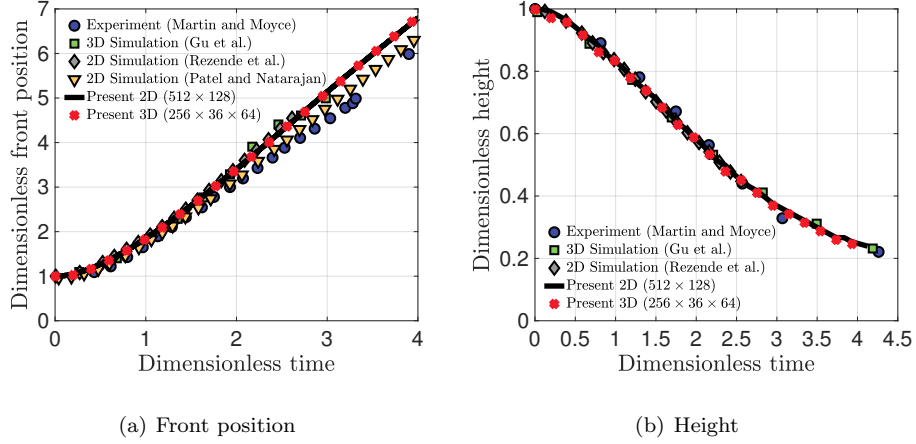 7
6
5
4
3
2
1
0
0
1
2
3
4
Dimensionless front position
Dimensionless time
Experiment (Martin and Moyce)
3D Simulation (Gu et al.)
2D Simulation (Rezende et al.)
2D Simulation (Patel and Natarajan)
Present 2D (512 × 128)
Present 3D (256 × 36 × 64)
(a) Front position
1
0.8
0.6
0.4
0.2
0
0
0.5
1
1.5
2
2.5
3
3.5
4
4.5
Dimensionless height
Dimensionless time
Experiment (Martin and Moyce)
3D Simulation (Gu et al.)
2D Simulation (Rezende et al.)
Present 2D (512 × 128)
Present 3D (256 × 36 × 64)
(b) Height